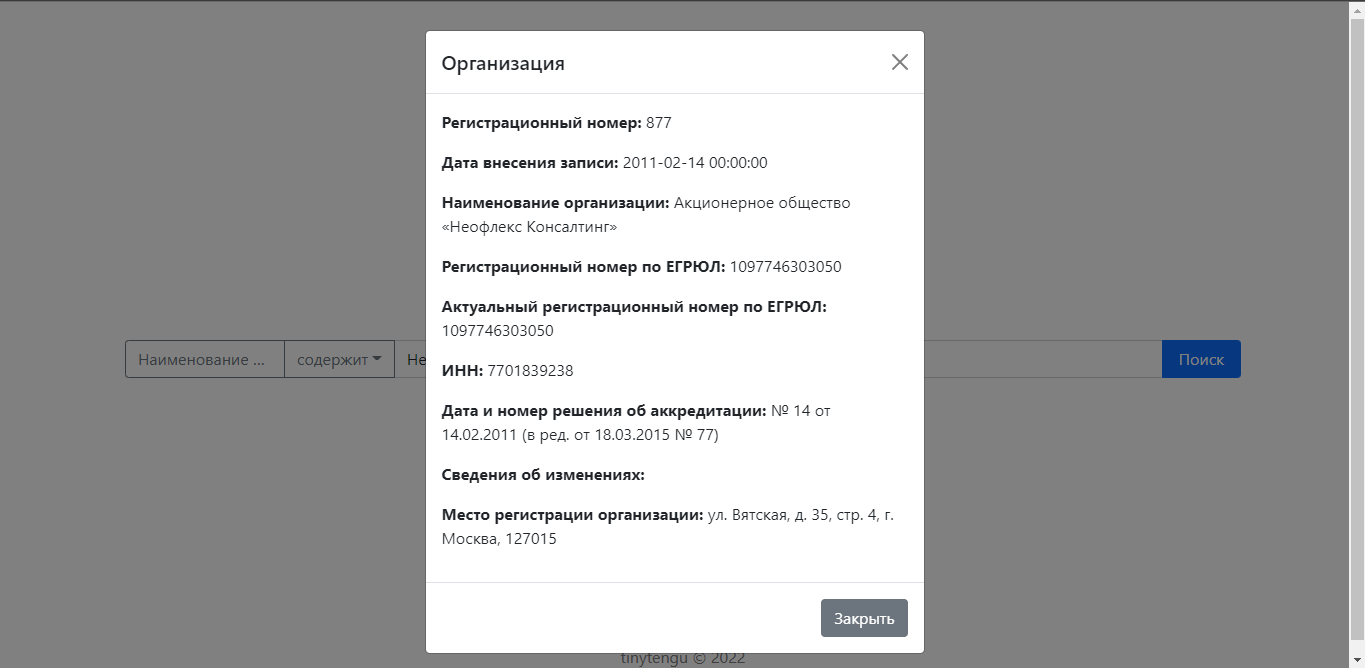 Организация
Регистрационный номер: 877
Дата внесения записи: 2011-02-14 00:00:00
Наименование организации: Акционерное общество
«Неофлекс Консалтинг»
Регистрационный номер по ЕГРЮЛ: 1097746303050
Актуальный регистрационный номер по ЕГРЮЛ:
1097746303050
Наименование ... содержит Не Поиск
ИНН: 7701839238
Дата и номер решения об аккредитации: № 14 от
14.02.2011 (в ред. от 18.03.2015 № 77)
Сведения об изменениях:
Место регистрации организации: ул. Вятская, д. 35, стр. 4, г.
Москва, 127015
Закрыть
tinytengu © 2022